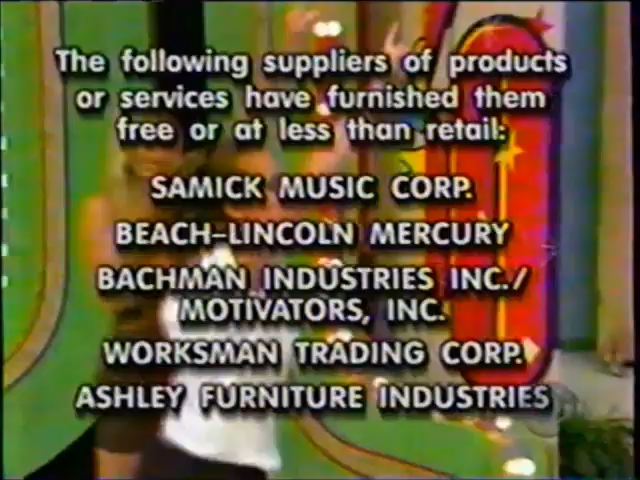 The following suppliers of products
or services have furnished them
free or at less than retail:
SAMICK MUSIC CORP.
BEACH-LINCOLN MERCURY
BACHMAN INDUSTRIES INC./
MOTIVATORS, INC.
WORKSMAN TRADING CORP.
ASHLEY FURNITURE INDUSTRIES